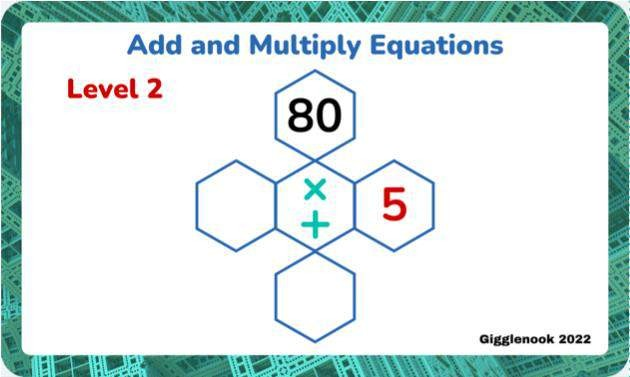 Add and Multiply Equations
Level 2
80
×
5
+
Gigglenook 2022